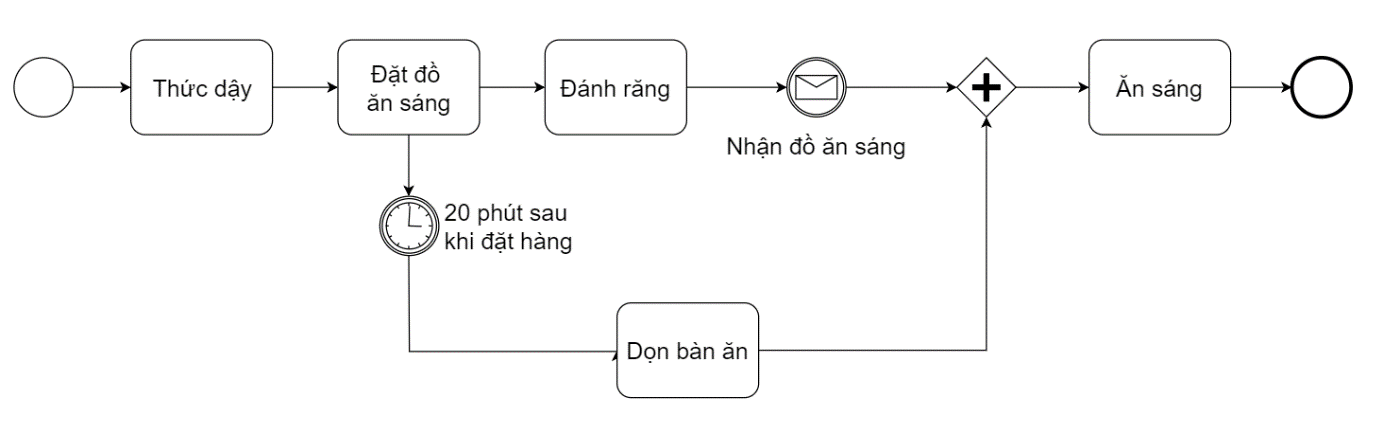 Thức dậy
Đặt đồ
ăn sáng
Đánh răng
Nhận đồ ăn sáng
Ăn sáng
20 phút sau
khi đặt hàng
Dọn bàn ăn